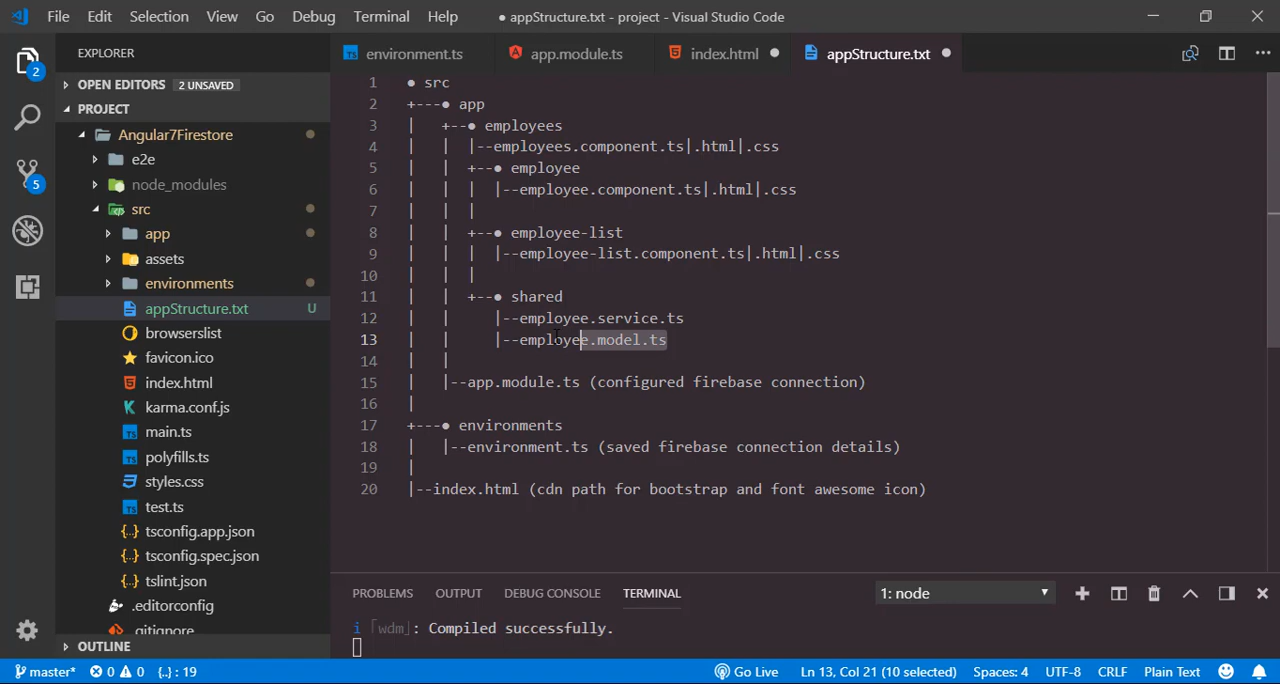 File Edit Selection View Go Debug Terminal Help ● appStructure.txt - project - Visual Studio Code
EXPLORER
environment.ts app.module.ts index.html appStructure.txt
OPEN EDITORS 2 UNSAVED
PROJECT
Angular7Firestore
e2e
node_modules
src
app
assets
environments
appStructure.txt U
browserslist
favicon.ico
index.html
karma.conf.js
main.ts
polyfills.ts
styles.css
test.ts
tsconfig.app.json
tsconfig.spec.json
tslint.json
.editorconfig
.gitignore
OUTLINE
2
5
1 ● src
2 +---● app
3 |   +--● employees
4 |   |  |--employees.component.ts|.html|.css
5 |   |  +--● employee
6 |   |  |  |--employee.component.ts|.html|.css
7 |   |  |
8 |   |  +--● employee-list
9 |   |  |  |--employee-list.component.ts|.html|.css
10 |   |  |
11 |   |  +--● shared
12 |   |     |--employee.service.ts
13 |   |     |--employee.model.ts
14 |   |
15 |   |--app.module.ts (configured firebase connection)
16 |
17 +---● environments
18 |   |--environment.ts (saved firebase connection details)
19 |
20 |--index.html (cdn path for bootstrap and font awesome icon)
PROBLEMS OUTPUT DEBUG CONSOLE TERMINAL 1: node
i ｢wdm｣: Compiled successfully.
master* 0 0 {..} : 19 Go Live Ln 13, Col 21 (10 selected) Spaces: 4 UTF-8 CRLF Plain Text